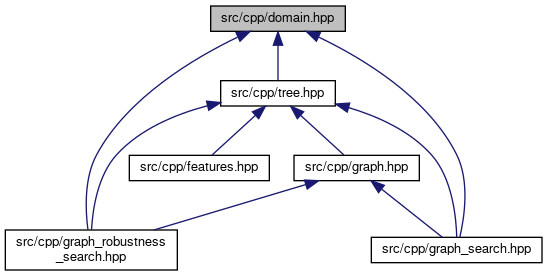 src/cpp/domain.hpp
src/cpp/tree.hpp
src/cpp/features.hpp
src/cpp/graph.hpp
src/cpp/graph_robustness
_search.hpp
src/cpp/graph_search.hpp